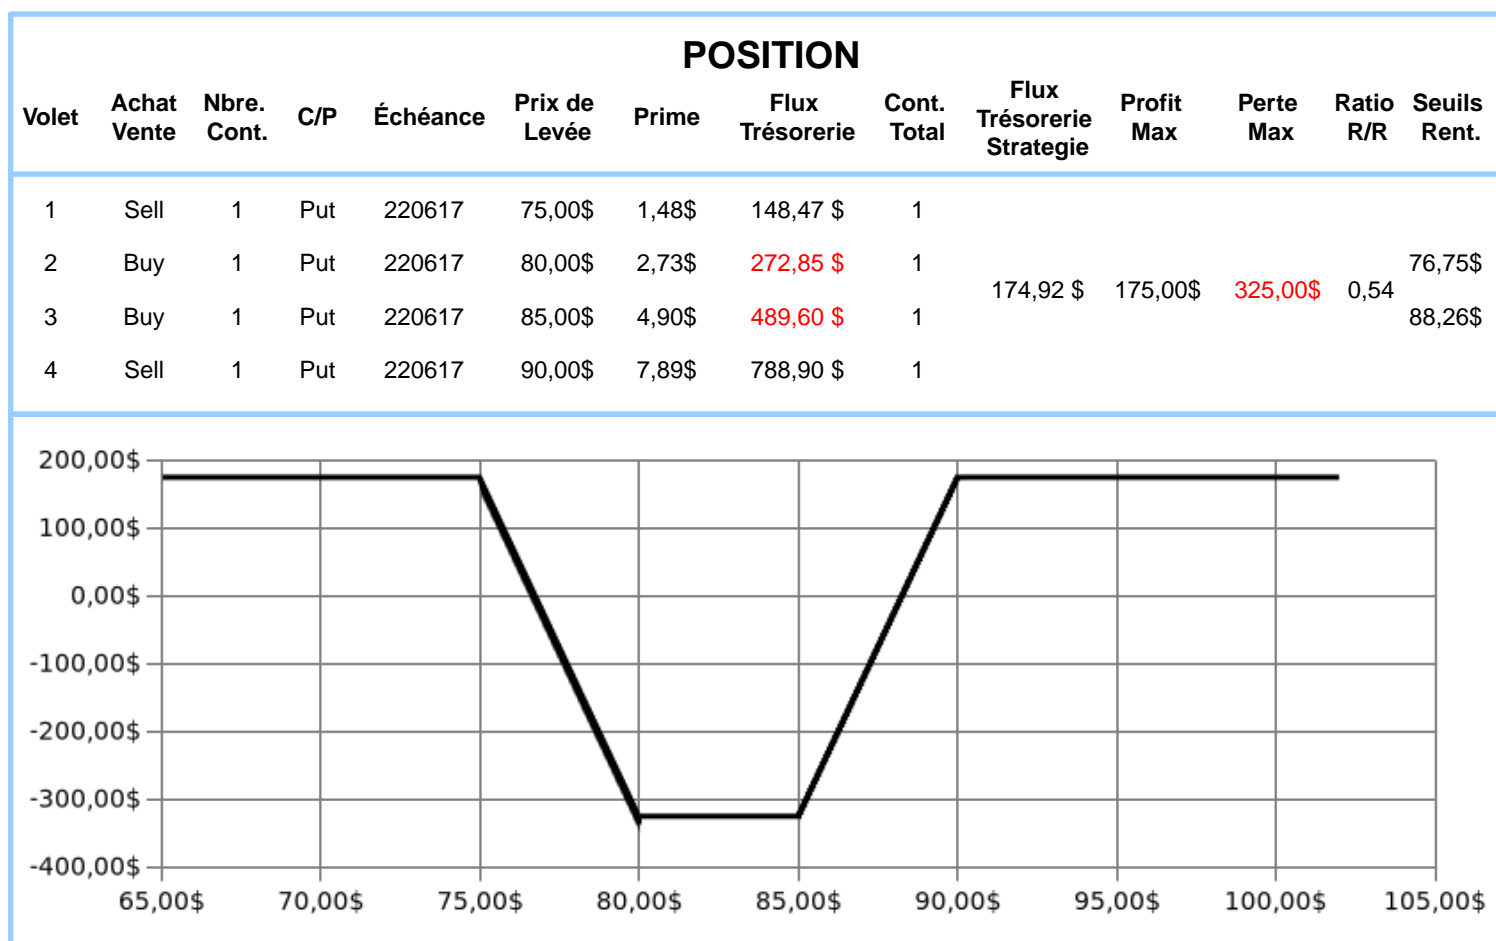 POSITION
Volet Achat Vente Nbre. Cont. C/P Échéance Prix de Levée Prime Flux Trésorerie Cont. Total Flux Trésorerie Strategie Profit Max Perte Max Ratio R/R Seuils Rent.
1 Sell 1 Put 220617 75,00$ 1,48$ 148,47 $ 1
2 Buy 1 Put 220617 80,00$ 2,73$ 272,85 $ 1 76,75$
174,92 $ 175,00$ 325,00$ 0,54
3 Buy 1 Put 220617 85,00$ 4,90$ 489,60 $ 1 88,26$
4 Sell 1 Put 220617 90,00$ 7,89$ 788,90 $ 1
200,00$
100,00$
0,00$
-100,00$
-200,00$
-300,00$
-400,00$
65,00$ 70,00$ 75,00$ 80,00$ 85,00$ 90,00$ 95,00$ 100,00$ 105,00$